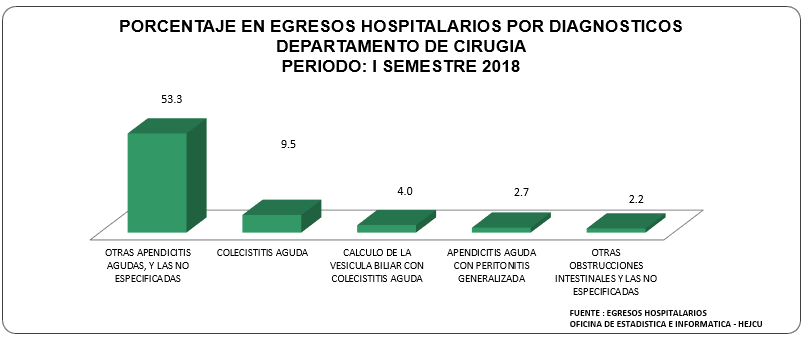 PORCENTAJE EN EGRESOS HOSPITALARIOS POR DIAGNOSTICOS
DEPARTAMENTO DE CIRUGIA
PERIODO: I SEMESTRE 2018
53.3
9.5
4.0
2.7
2.2
OTRAS APENDICITIS
AGUDAS, Y LAS NO
ESPECIFICADAS
COLECISTITIS AGUDA
CALCULO DE LA
VESICULA BILIAR CON
COLECISTITIS AGUDA
APENDICITIS AGUDA
CON PERITONITIS
GENERALIZADA
OTRAS
OBSTRUCCIONES
INTESTINALES Y LAS NO
ESPECIFICADAS
FUENTE : EGRESOS HOSPITALARIOS
OFICINA DE ESTADISTICA E INFORMATICA - HEJCU